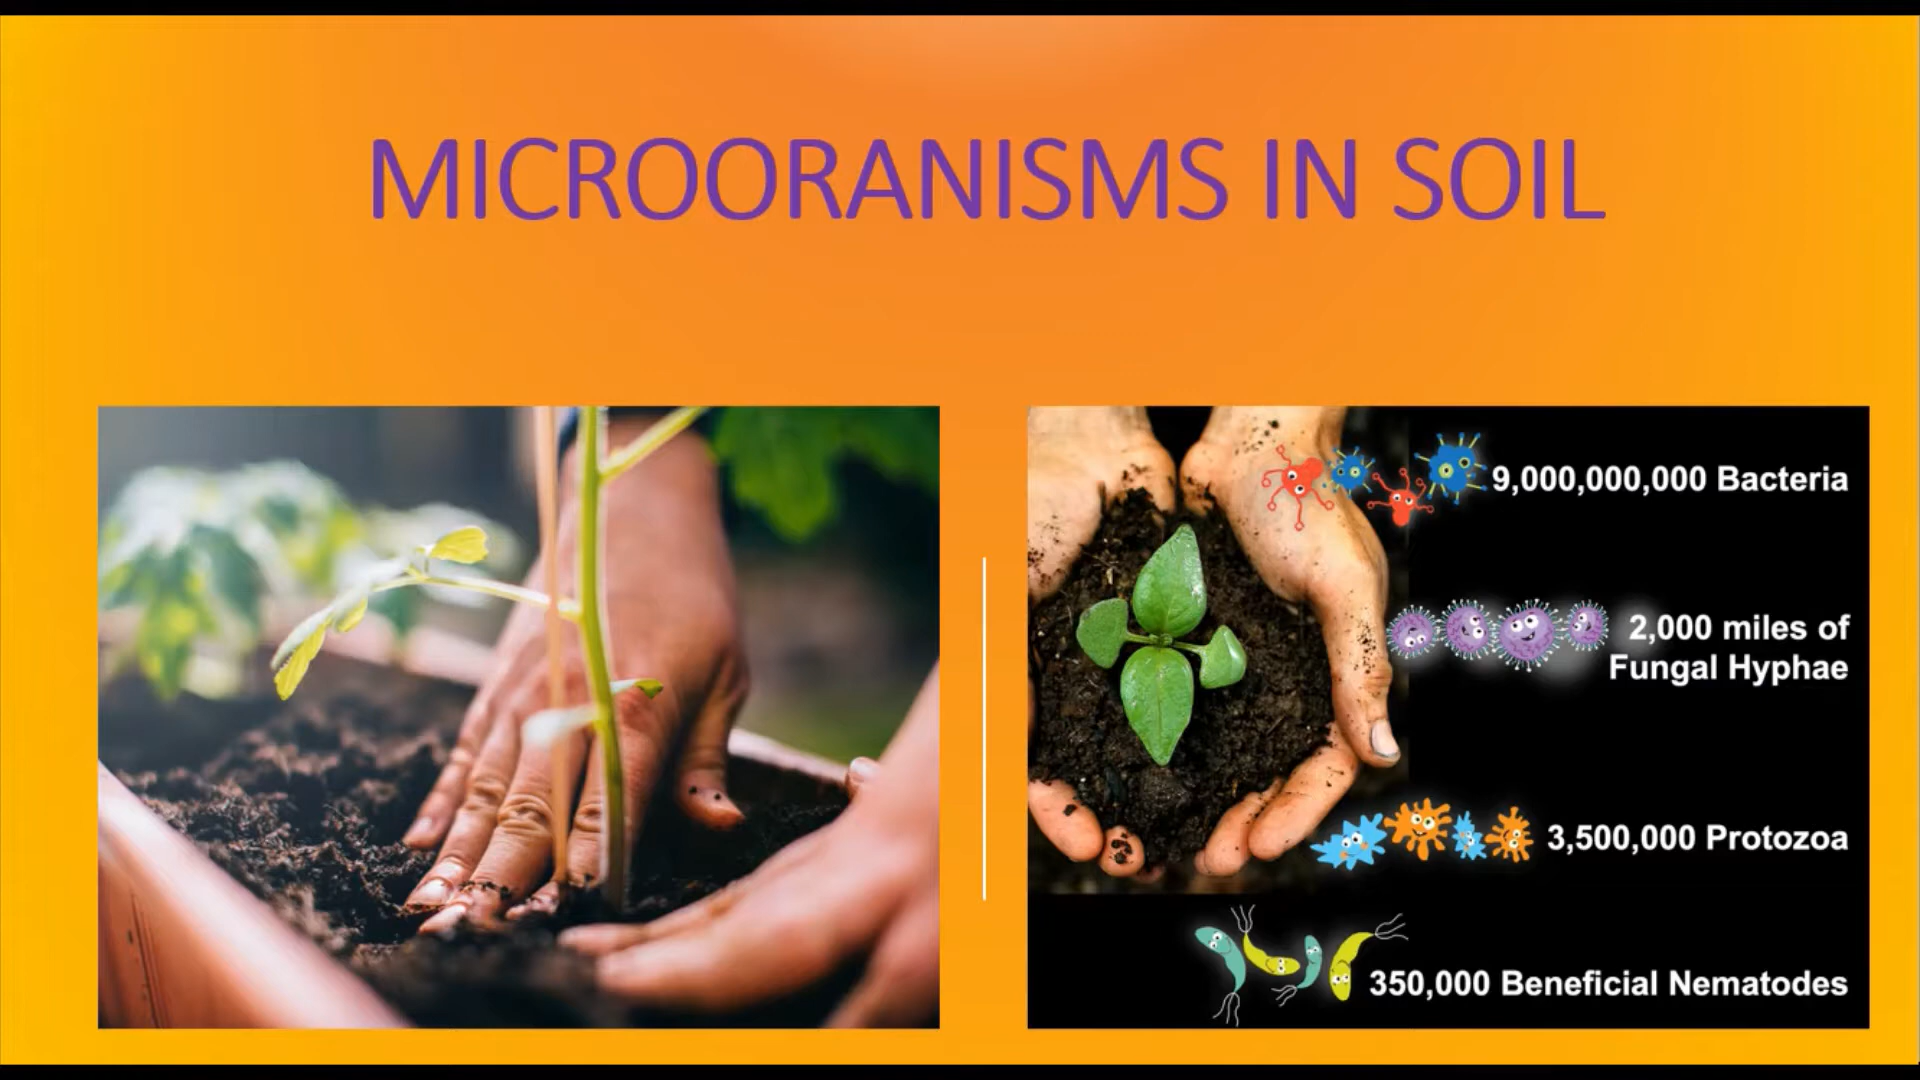 MICROORANISMS IN SOIL
9,000,000,000 Bacteria
2,000 miles of
Fungal Hyphae
3,500,000 Protozoa
350,000 Beneficial Nematodes